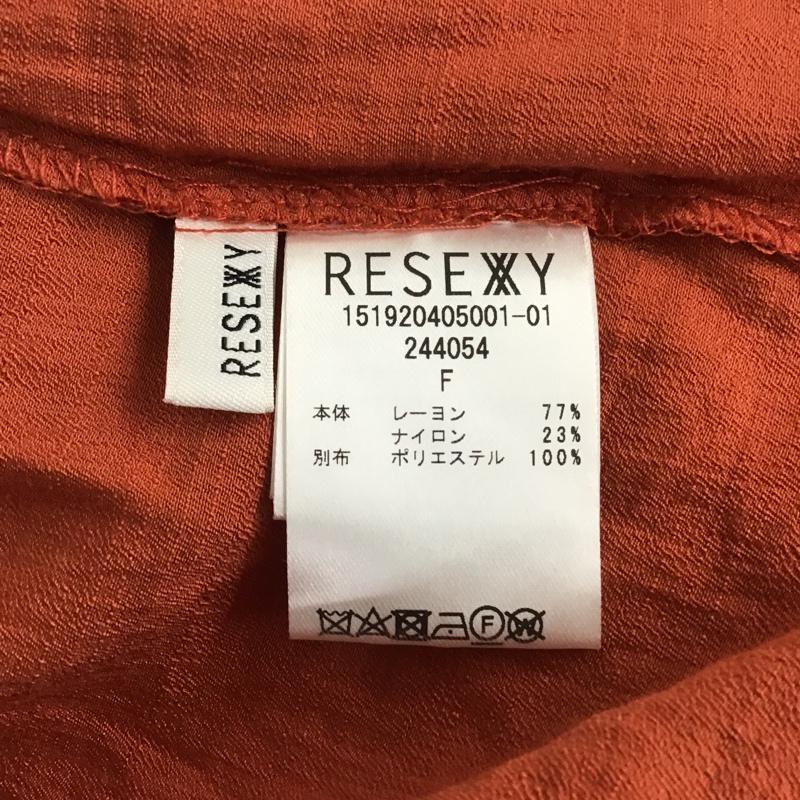 RESEXXY
RESEXXY
151920405001-01
244054
F
本体 レーヨン 77%
ナイロン 23%
別布 ポリエステル 100%
F
W